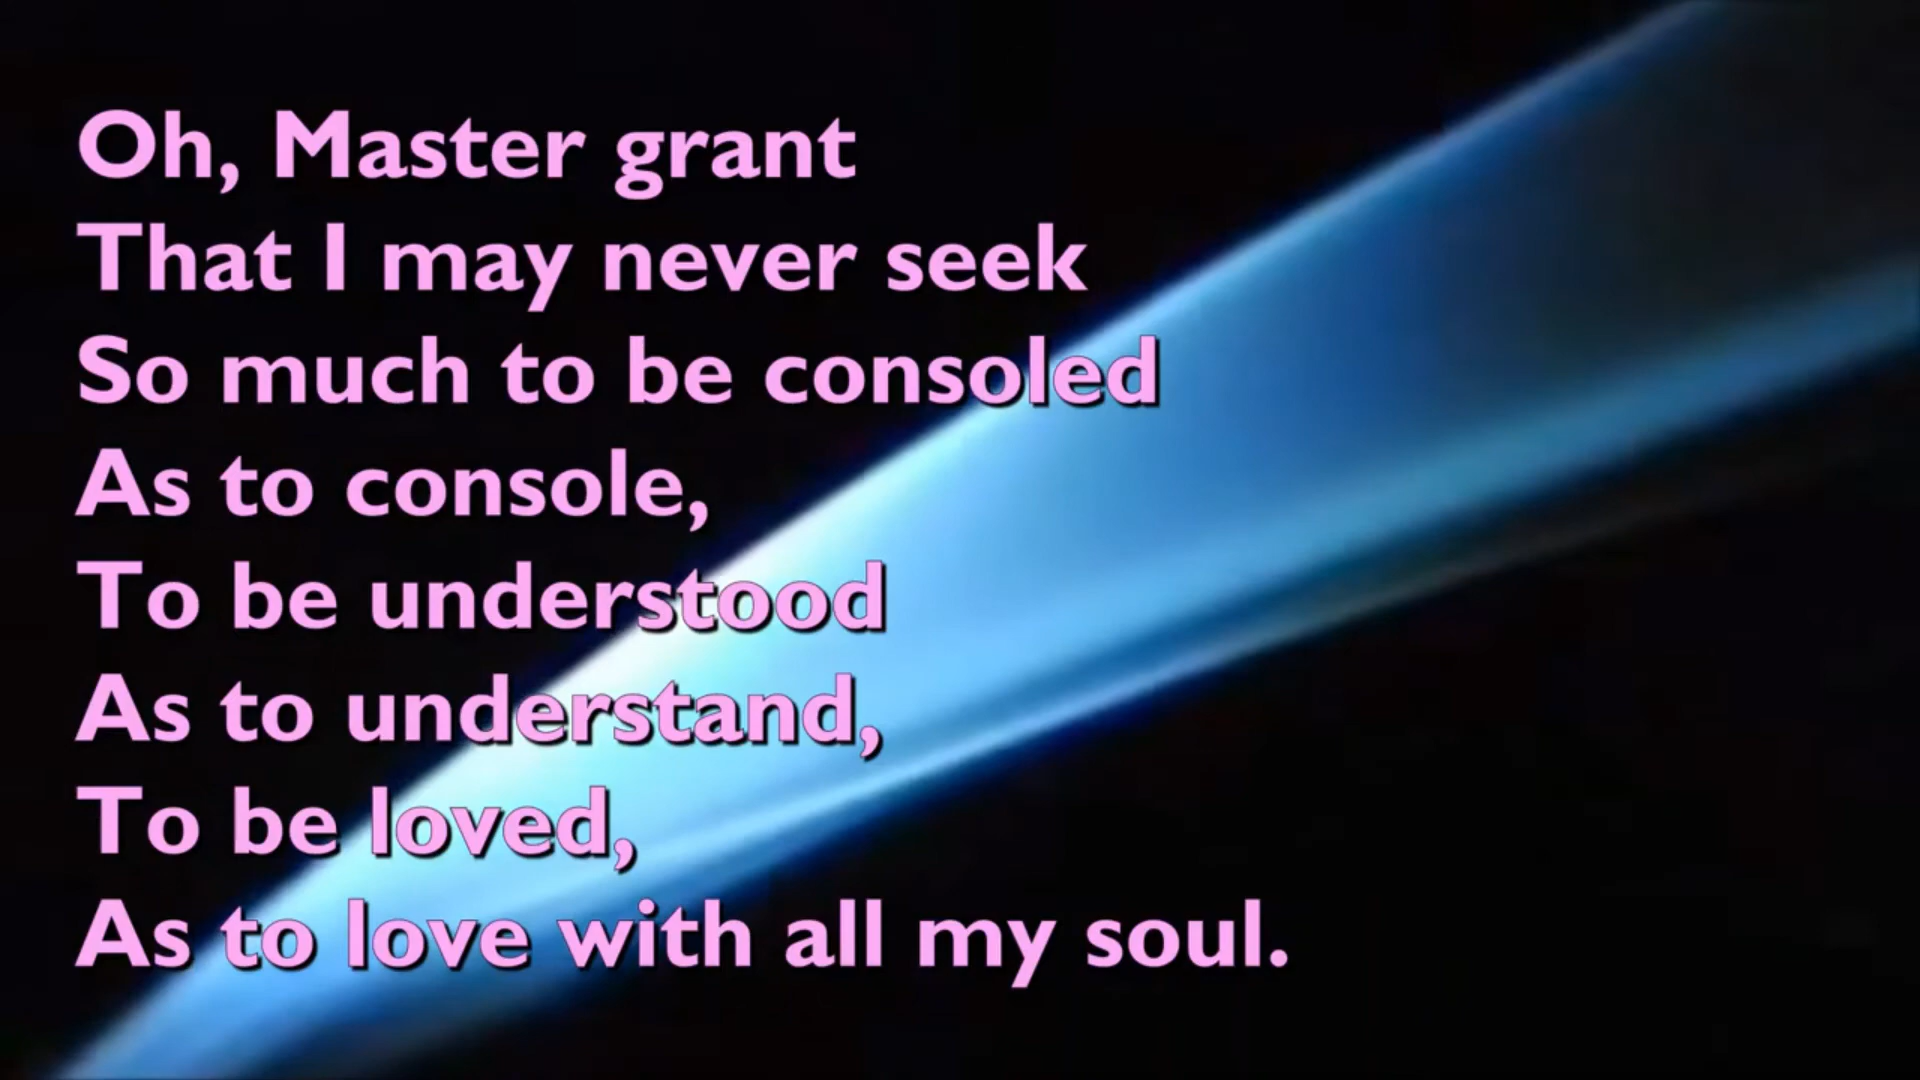 Oh, Master grant
That I may never seek
So much to be consoled
As to console,
To be understood
As to understand,
To be loved,
As to love with all my soul.